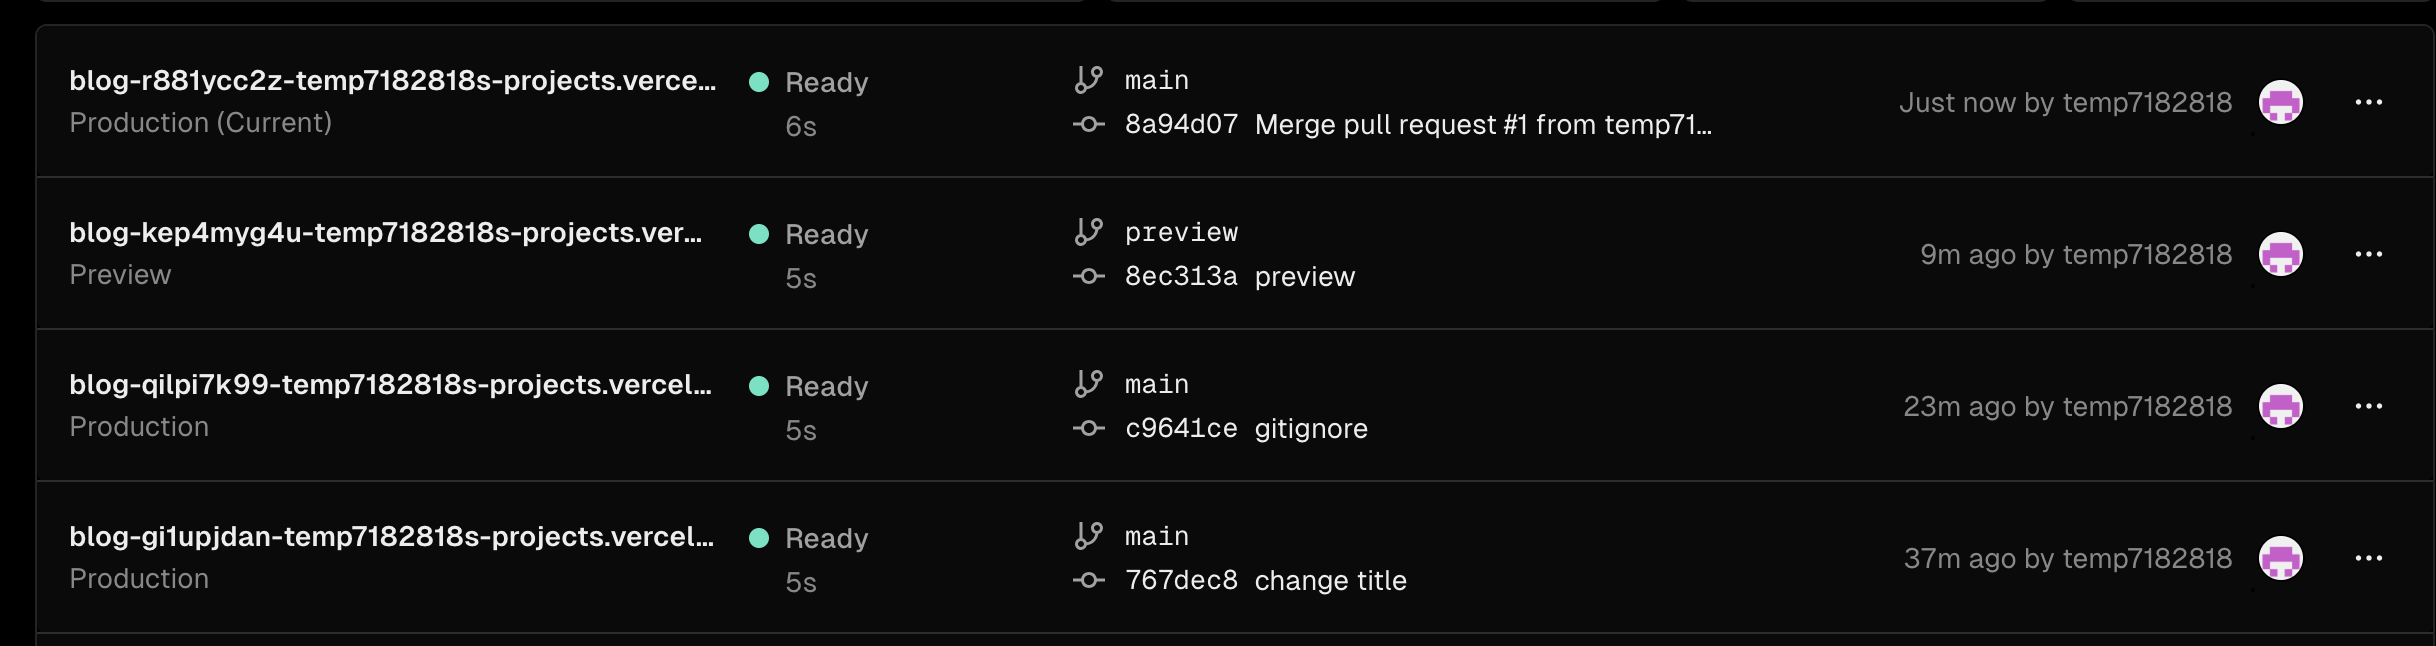 blog-r881ycc2z-temp7182818s-projects.verce...
Ready
main
Just now by temp7182818
Production (Current)
6s
8a94d07 Merge pull request #1 from temp71...
blog-kep4myg4u-temp7182818s-projects.ver...
Ready
preview
9m ago by temp7182818
Preview
5s
8ec313a preview
blog-qilpi7k99-temp7182818s-projects.vercel...
Ready
main
23m ago by temp7182818
Production
5s
c9641ce gitignore
blog-gi1upjdan-temp7182818s-projects.vercel...
Ready
main
37m ago by temp7182818
Production
5s
767dec8 change title